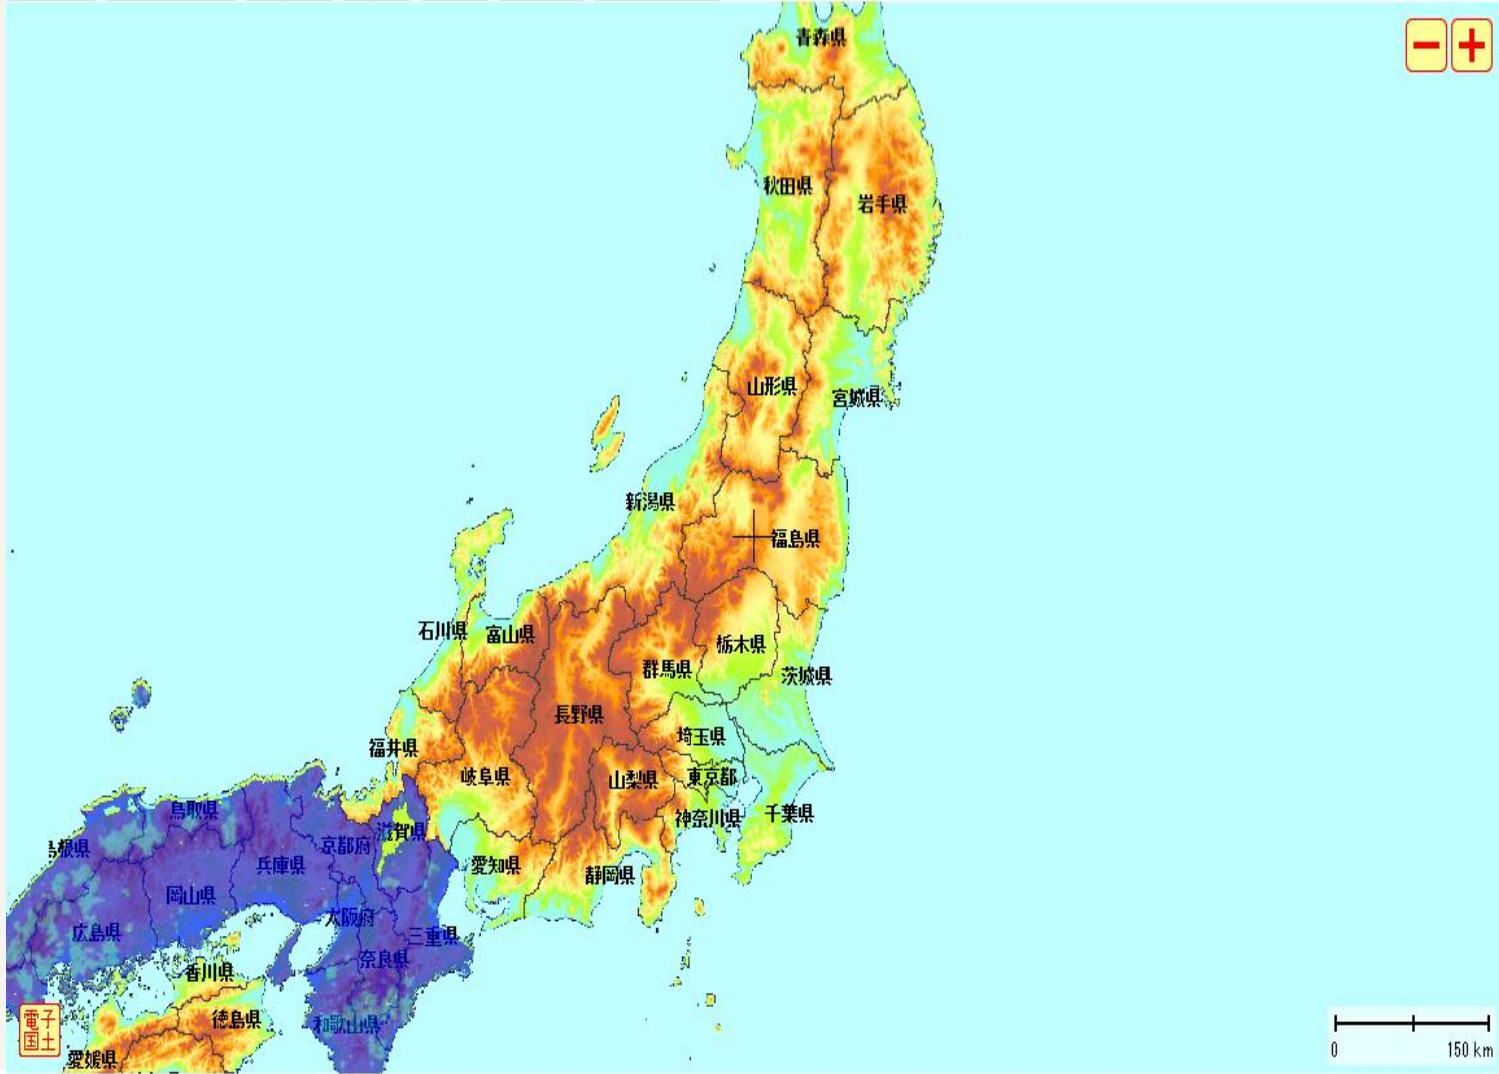 青森県
秋田県
岩手県
山形県
宮城県
新潟県
福島県
石川県
富山県
栃木県
群馬県
茨城県
長野県
埼玉県
福井県
岐阜県
山梨県
東京都
鳥取県
神奈川県
千葉県
滋賀県
京都府
島根県
兵庫県
愛知県
静岡県
岡山県
大阪府
広島県
三重県
奈良県
香川県
徳島県
和歌山県
愛媛県
電子
国土
0 150 km